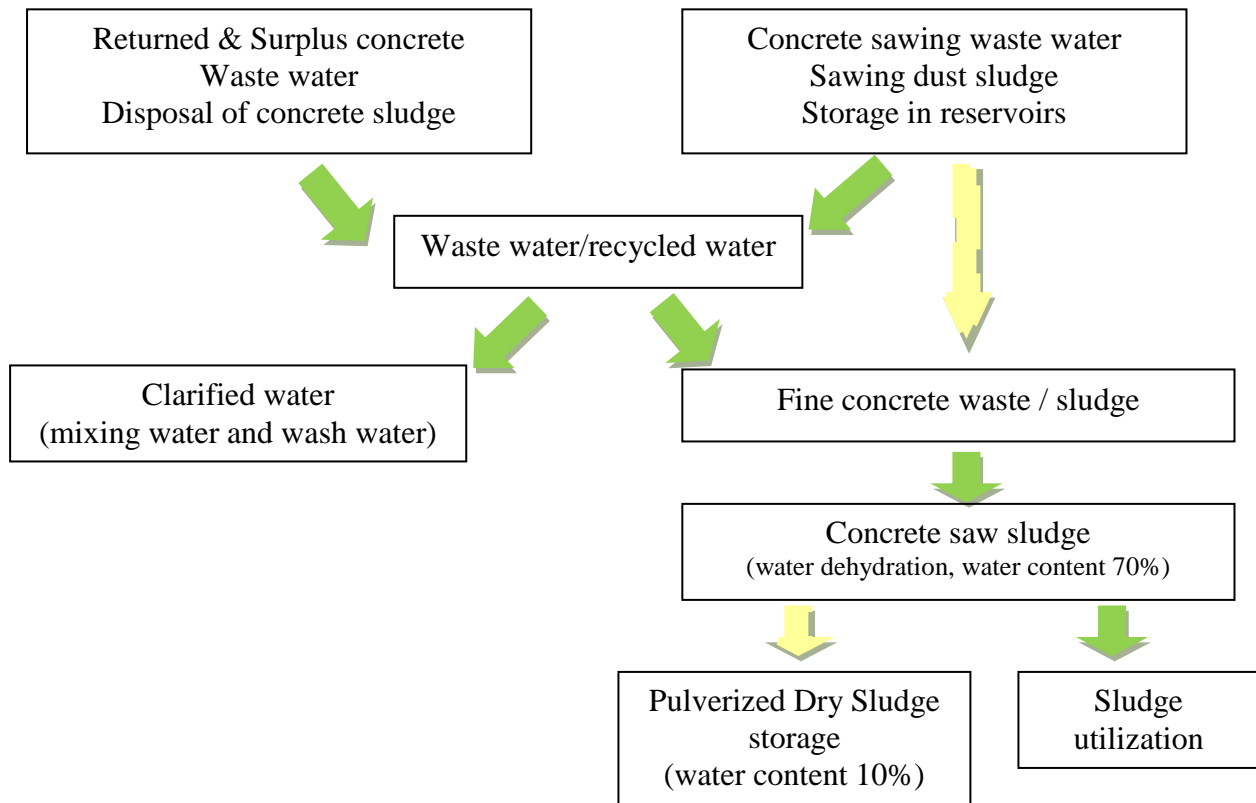 Returned & Surplus concrete
Waste water
Disposal of concrete sludge
Concrete sawing waste water
Sawing dust sludge
Storage in reservoirs
Waste water/recycled water
Clarified water
(mixing water and wash water)
Fine concrete waste / sludge
Concrete saw sludge
(water dehydration, water content 70%)
Pulverized Dry Sludge
storage
(water content 10%)
Sludge
utilization